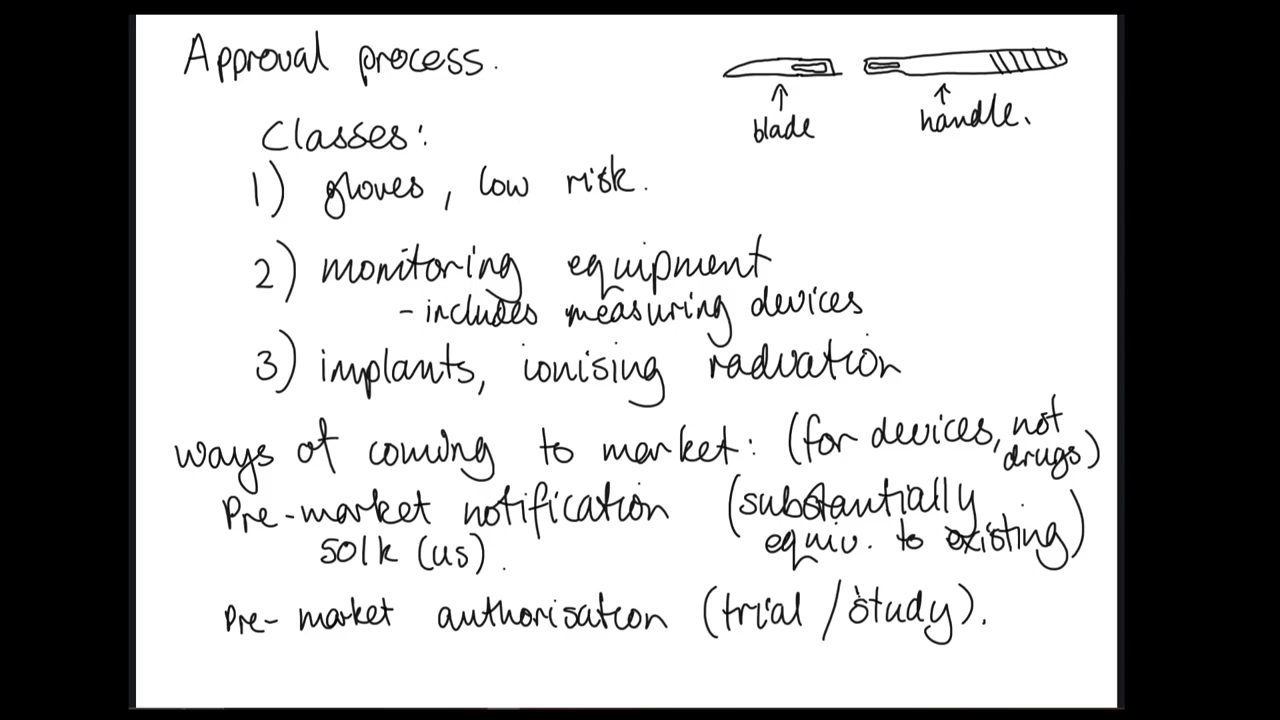 Approval process.
blade
handle.
Classes:
1) gloves, low risk.
2) monitoring equipment
- includes measuring devices
3) implants, ionising radiation
ways of coming to market: (for devices, not drugs)
Pre-market notification (substantially
501k (us). equiv. to existing)
Pre-market authorisation (trial/study).